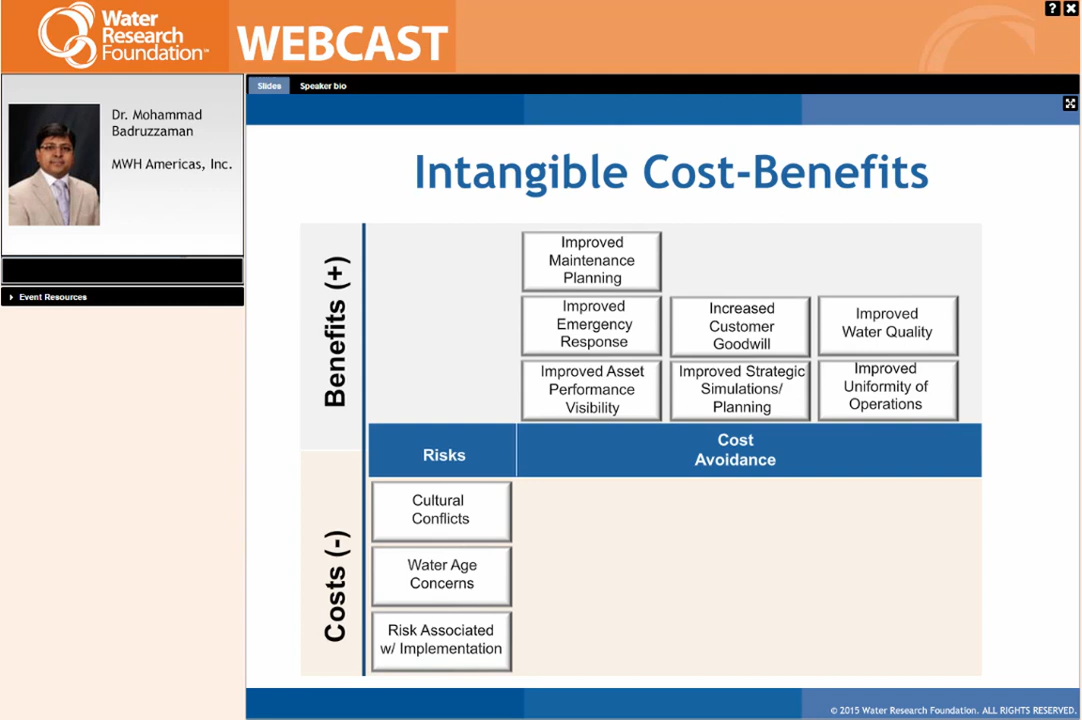 Water
Research
Foundation™
WEBCAST
? X
Dr. Mohammad
Badruzzaman
MWH Americas, Inc.
Event Resources
Slides
Speaker bio
Intangible Cost-Benefits
Benefits (+)
Improved
Maintenance
Planning
Improved
Emergency
Response
Increased
Customer
Goodwill
Improved
Water Quality
Improved Asset
Performance
Visibility
Improved Strategic
Simulations/
Planning
Improved
Uniformity of
Operations
Risks
Cost
Avoidance
Costs (-)
Cultural
Conflicts
Water Age
Concerns
Risk Associated
w/ Implementation
© 2015 Water Research Foundation. ALL RIGHTS RESERVED.